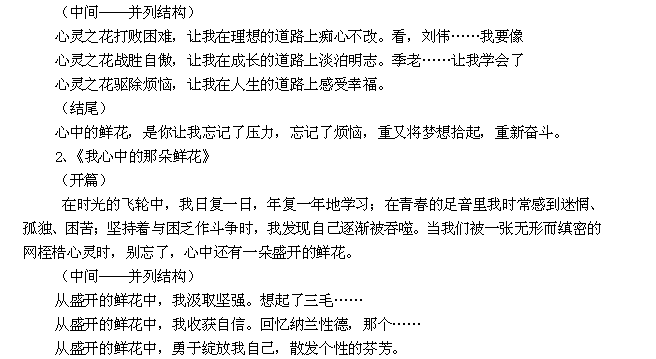 （中间——并列结构）
心灵之花打败困难，让我在理想的道路上痴心不改。看，刘伟……我要像
心灵之花战胜自傲，让我在成长的道路上淡泊明志。季老……让我学会了
心灵之花驱除烦恼，让我在人生的道路上感受幸福。
（结尾）
心中的鲜花，是你让我忘记了压力，忘记了烦恼，重又将梦想拾起，重新奋斗。
2、《我心中的那朵鲜花》
（开篇）
在时光的飞轮中，我日复一日，年复一年地学习；在青春的足音里我时常感到迷惘、
孤独、困苦；坚持着与困乏作斗争时，我发现自己逐渐被吞噬。当我们被一张无形而缜密的
网桎梏心灵时，别忘了，心中还有一朵盛开的鲜花。
（中间——并列结构）
从盛开的鲜花中，我汲取坚强。想起了三毛……
从盛开的鲜花中，我收获自信。回忆纳兰性德，那个……
从盛开的鲜花中，勇于绽放我自己，散发个性的芬芳。